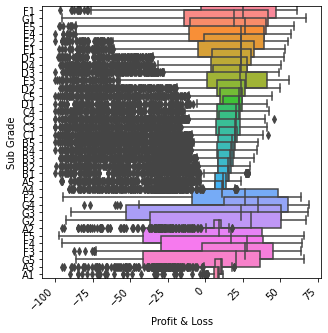 Sub Grade
F1
G1
E5
E4
E2
E1
D5
D4
D3
E3
D2
C5
D1
C4
C2
C3
C1
B5
B4
B3
B2
B1
A5
A4
F2
G4
G3
G2
A2
F5
F4
F3
G5
A3
A1
−100
−75
−50
−25
0
25
50
75
Profit & Loss